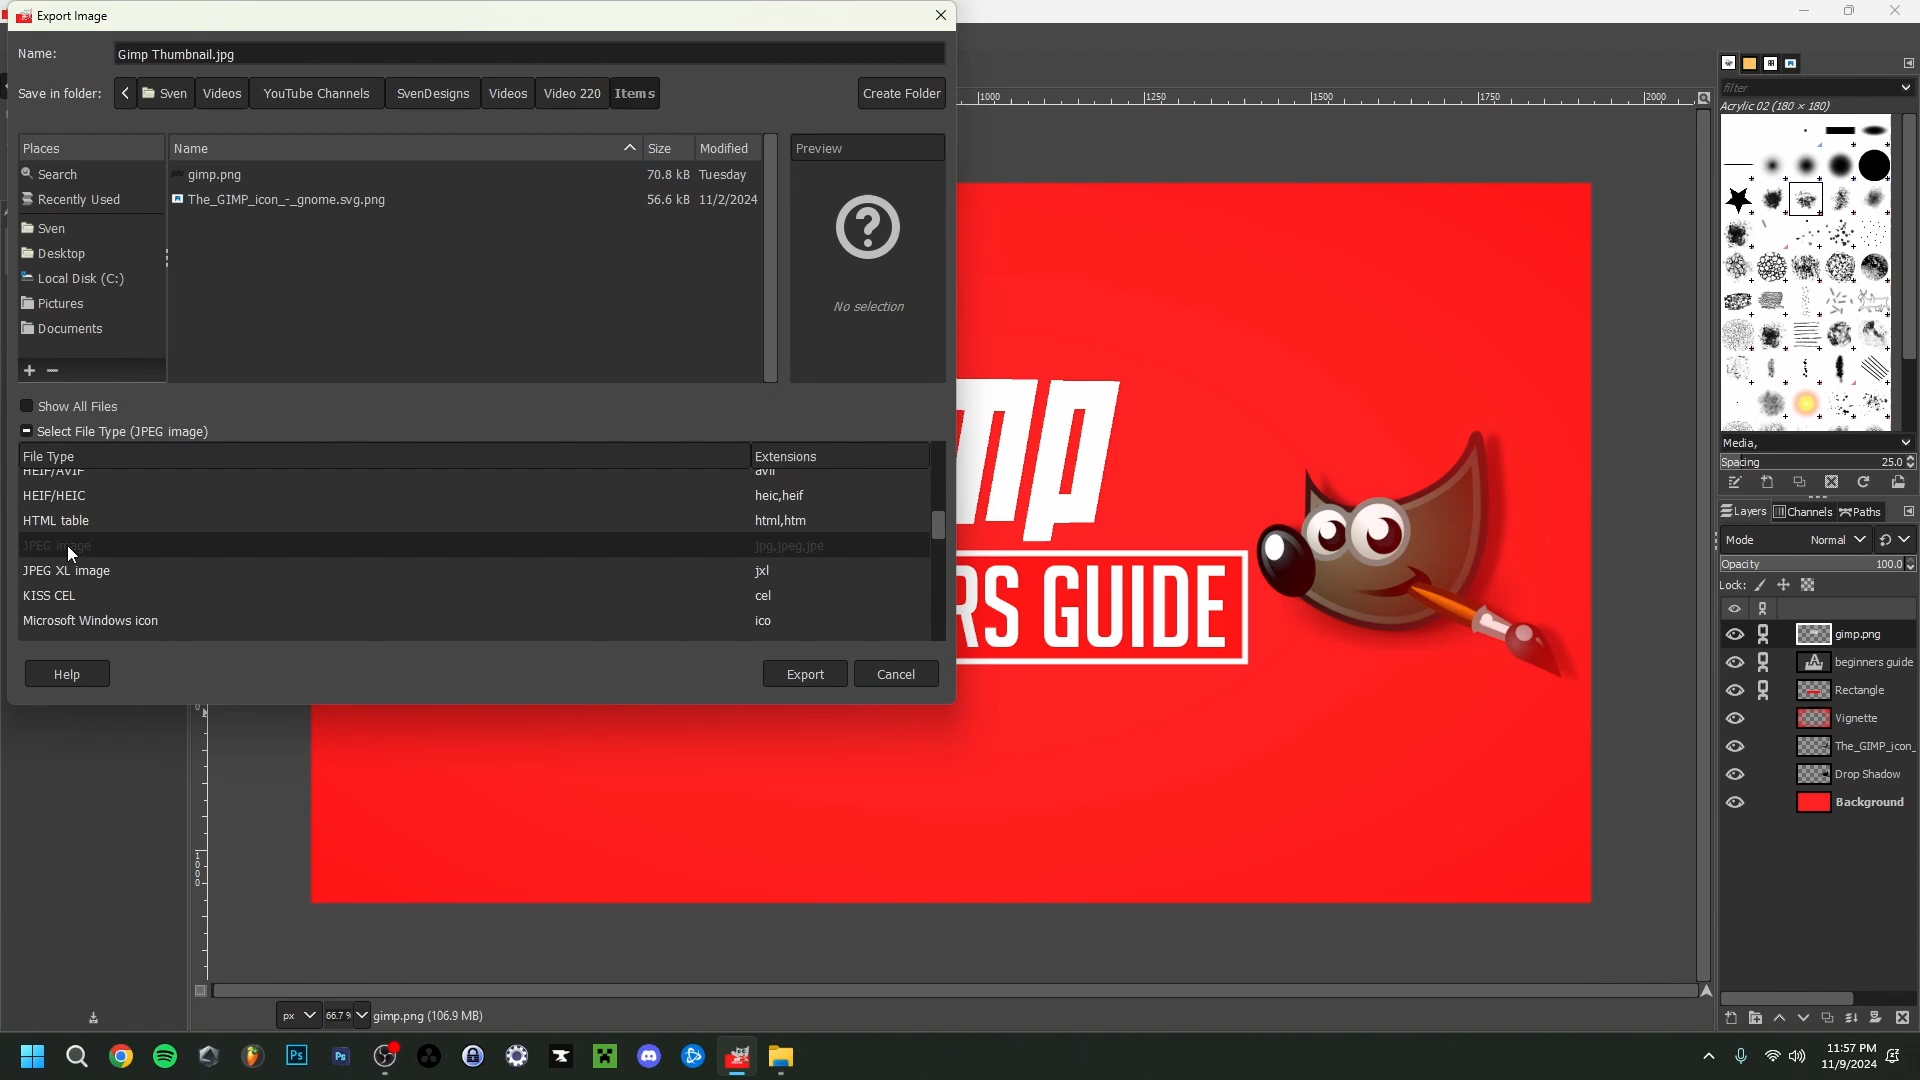 Export Image
Name: Gimp Thumbnail.jpg
Save in folder: Sven Videos YouTube Channels SvenDesigns Videos Video 220 Items Create Folder
Places
Search
Recently Used
Sven
Desktop
Local Disk (C:)
Pictures
Documents
Name Size Modified
gimp.png 70.8 kB Tuesday
The_GIMP_icon_-_gnome.svg.png 56.6 kB 11/2/2024
Preview
No selection
Show All Files
Select File Type (JPEG image)
File Type Extensions
HEIF/AVIF avif
HEIF/HEIC heic,heif
HTML table html,htm
JPEG image jpg,jpeg,jpe
JPEG XL image jxl
KISS CEL cel
Microsoft Windows icon ico
Help Export Cancel
1000 1250 1500 1750 2000
mp
RS GUIDE
filter
Acrylic 02 (180 × 180)
Media,
Spacing 25.0
Layers Channels Paths
Mode Normal
Opacity 100.0
Lock:
gimp.png
beginners guide
Rectangle
Vignette
The_GIMP_icon_
Drop Shadow
Background
0
1000
px 66.7 % gimp.png (106.9 MB)
Ps Ps
11:57 PM
11/9/2024